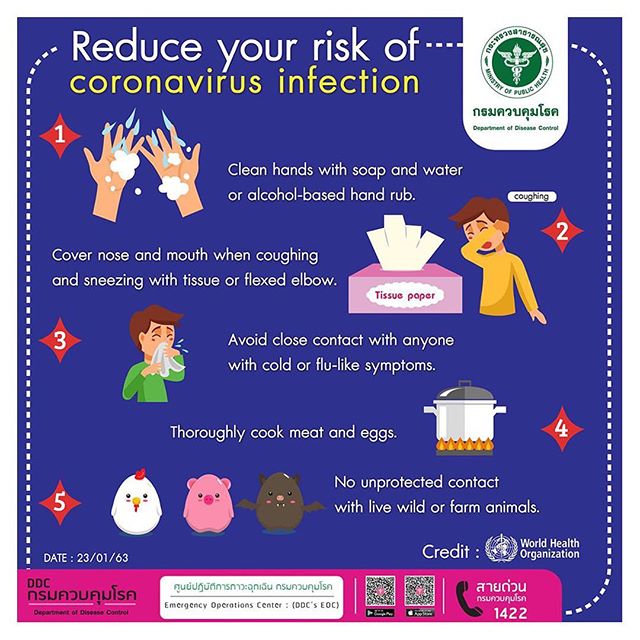 Reduce your risk of
coronavirus infection
กระทรวงสาธารณสุข
MINISTRY OF PUBLIC HEALTH
กรมควบคุมโรค
Department of Disease Control
1
Clean hands with soap and water
or alcohol-based hand rub.
coughing
2
Cover nose and mouth when coughing
and sneezing with tissue or flexed elbow.
Tissue paper
3
Avoid close contact with anyone
with cold or flu-like symptoms.
Thoroughly cook meat and eggs.
4
5
No unprotected contact
with live wild or farm animals.
DATE : 23/01/63
Credit :
World Health
Organization
DDC
กรมควบคุมโรค
Department of Disease Control
ศูนย์ปฏิบัติการภาวะฉุกเฉิน กรมควบคุมโรค
Emergency Operations Center : (DDC's EOC)
Google Play
App Store
สายด่วน
กรมควบคุมโรค
1422